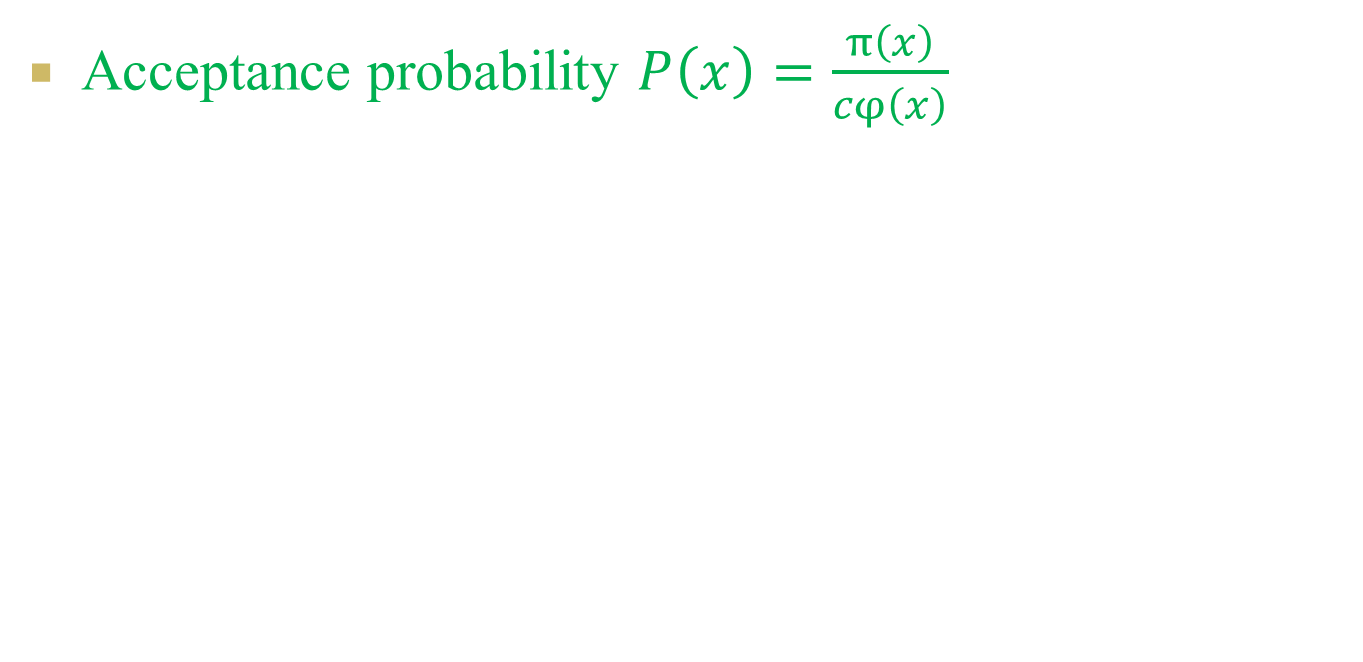 ▪ Acceptance probability P(x) = π(x)/cφ(x)